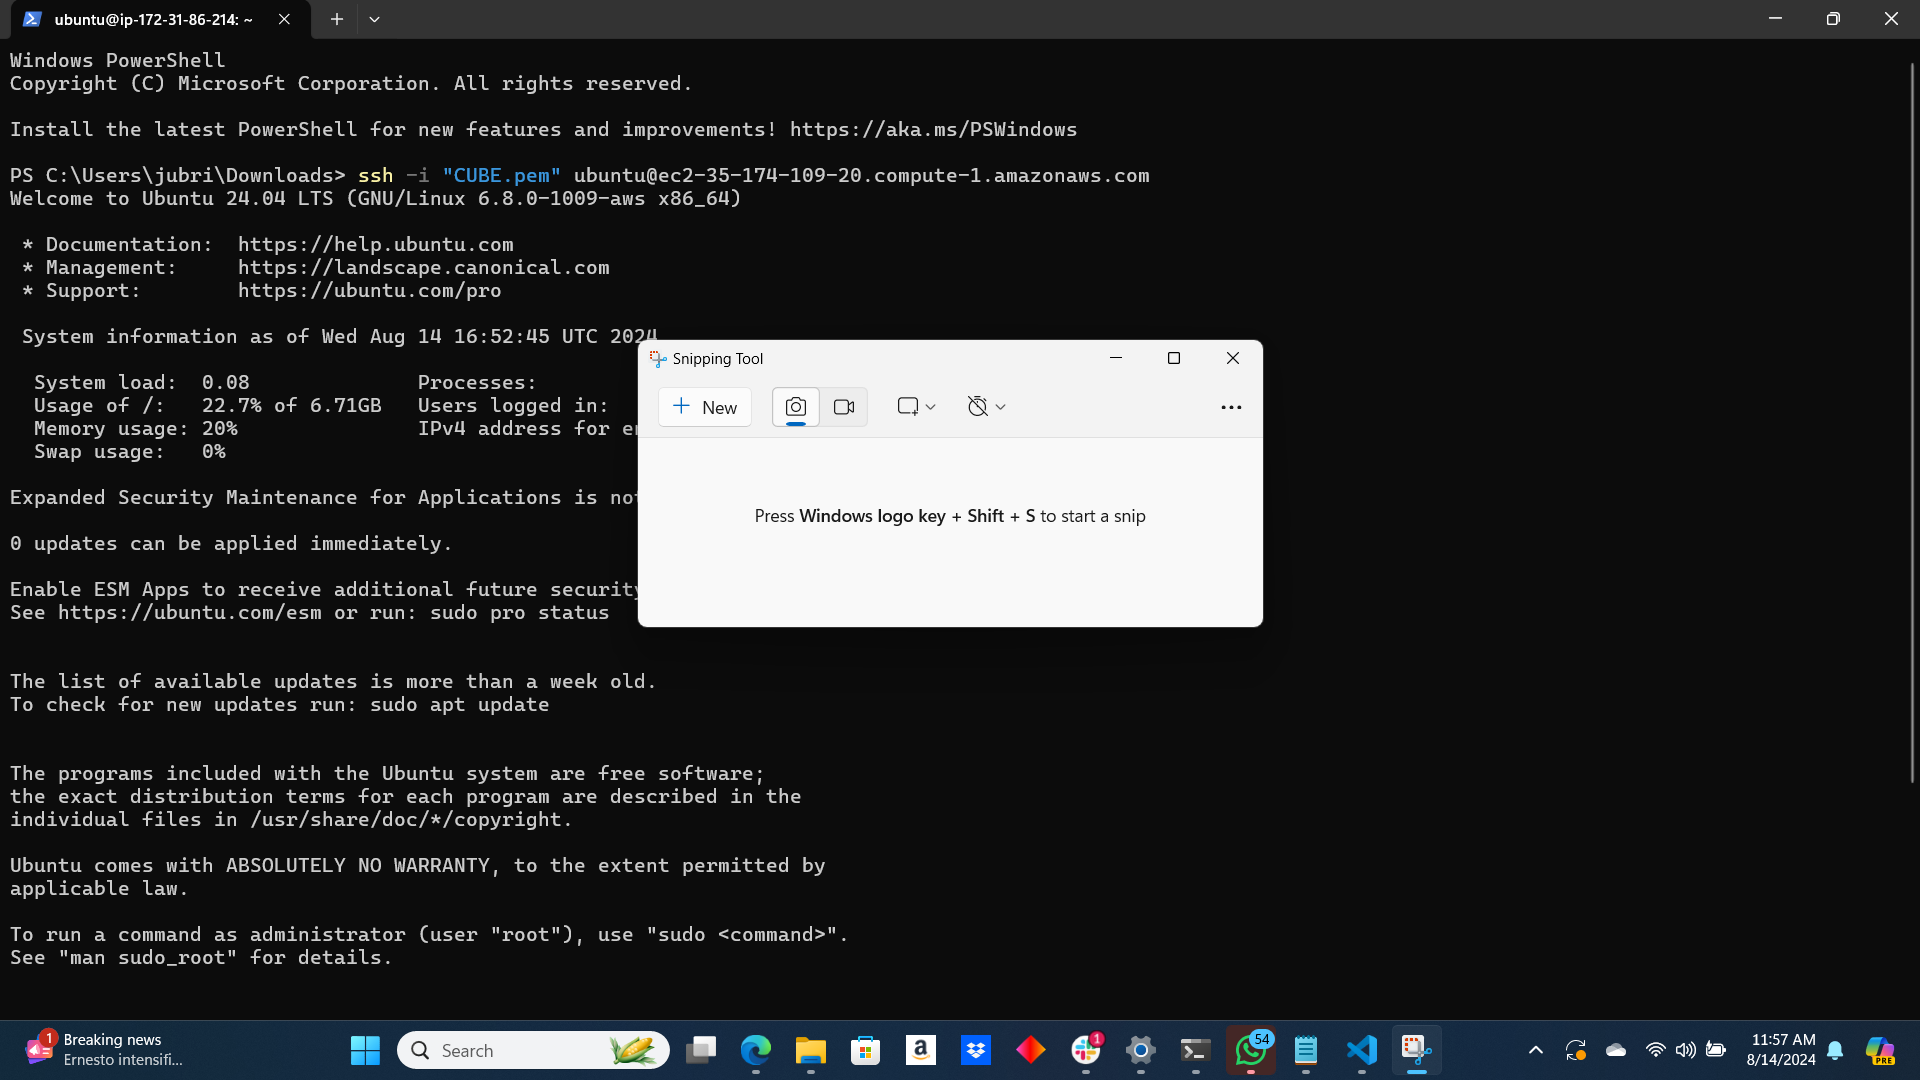 ubuntu@ip-172-31-86-214: ~
Windows PowerShell
Copyright (C) Microsoft Corporation. All rights reserved.
Install the latest PowerShell for new features and improvements! https://aka.ms/PSWindows
PS C:\Users\jubri\Downloads> ssh -i "CUBE.pem" ubuntu@ec2-35-174-109-20.compute-1.amazonaws.com
Welcome to Ubuntu 24.04 LTS (GNU/Linux 6.8.0-1009-aws x86_64)
* Documentation:  https://help.ubuntu.com
* Management:     https://landscape.canonical.com
* Support:        https://ubuntu.com/pro
System information as of Wed Aug 14 16:52:45 UTC 2024
System load:  0.08              Processes:
Usage of /:   22.7% of 6.71GB   Users logged in:
Memory usage: 20%               IPv4 address for
Swap usage:   0%
Expanded Security Maintenance for Applications is not
0 updates can be applied immediately.
Enable ESM Apps to receive additional future security
See https://ubuntu.com/esm or run: sudo pro status
The list of available updates is more than a week old.
To check for new updates run: sudo apt update
The programs included with the Ubuntu system are free software;
the exact distribution terms for each program are described in the
individual files in /usr/share/doc/*/copyright.
Ubuntu comes with ABSOLUTELY NO WARRANTY, to the extent permitted by
applicable law.
To run a command as administrator (user "root"), use "sudo <command>".
See "man sudo_root" for details.
Snipping Tool
New
Press Windows logo key + Shift + S to start a snip
1
Breaking news
Ernesto intensifi...
Search
1
54
11:57 AM
8/14/2024
PRE